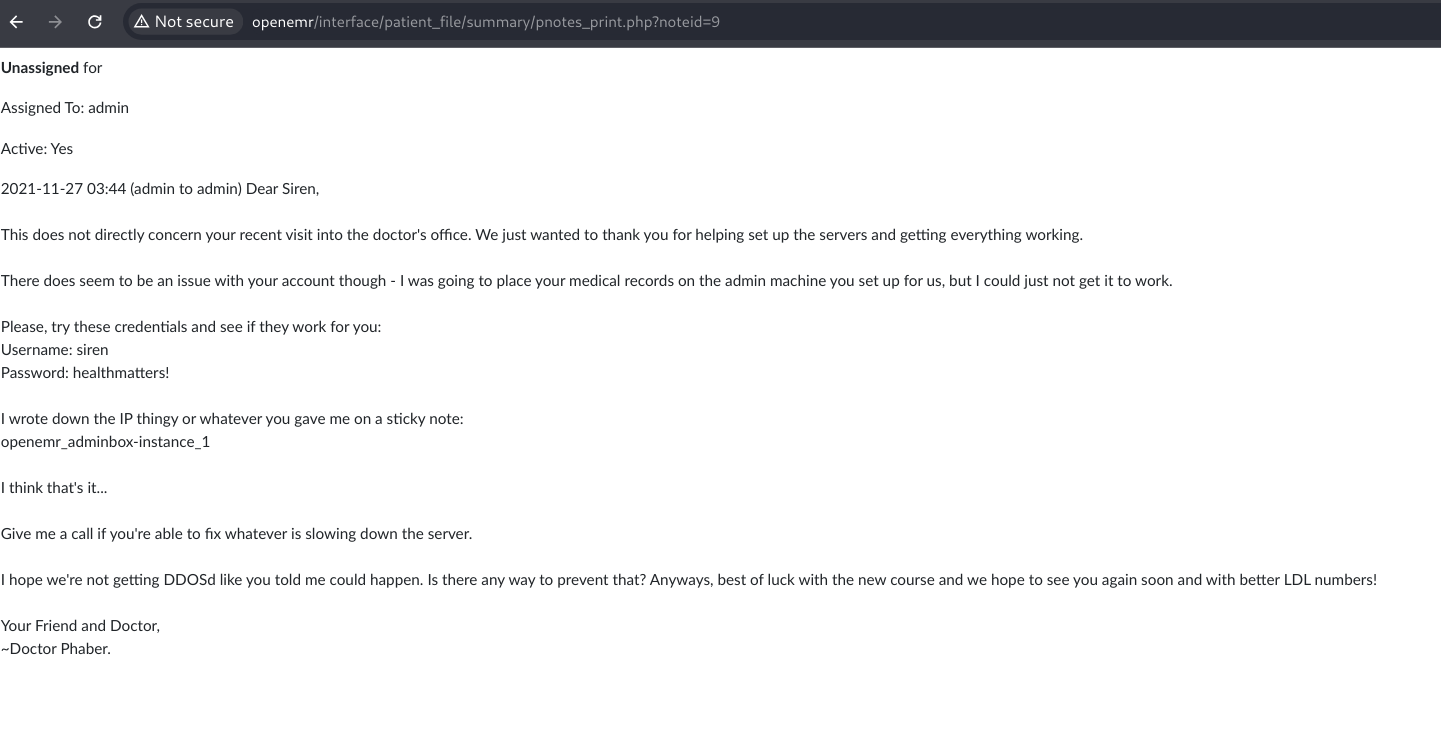 Not secure openemr/interface/patient_file/summary/pnotes_print.php?noteid=9
Unassigned for
Assigned To: admin
Active: Yes
2021-11-27 03:44 (admin to admin) Dear Siren,
This does not directly concern your recent visit into the doctor's office. We just wanted to thank you for helping set up the servers and getting everything working.
There does seem to be an issue with your account though - I was going to place your medical records on the admin machine you set up for us, but I could just not get it to work.
Please, try these credentials and see if they work for you:
Username: siren
Password: healthmatters!
I wrote down the IP thingy or whatever you gave me on a sticky note:
openemr_adminbox-instance_1
I think that's it...
Give me a call if you're able to fix whatever is slowing down the server.
I hope we're not getting DDOSd like you told me could happen. Is there any way to prevent that? Anyways, best of luck with the new course and we hope to see you again soon and with better LDL numbers!
Your Friend and Doctor,
~Doctor Phaber.